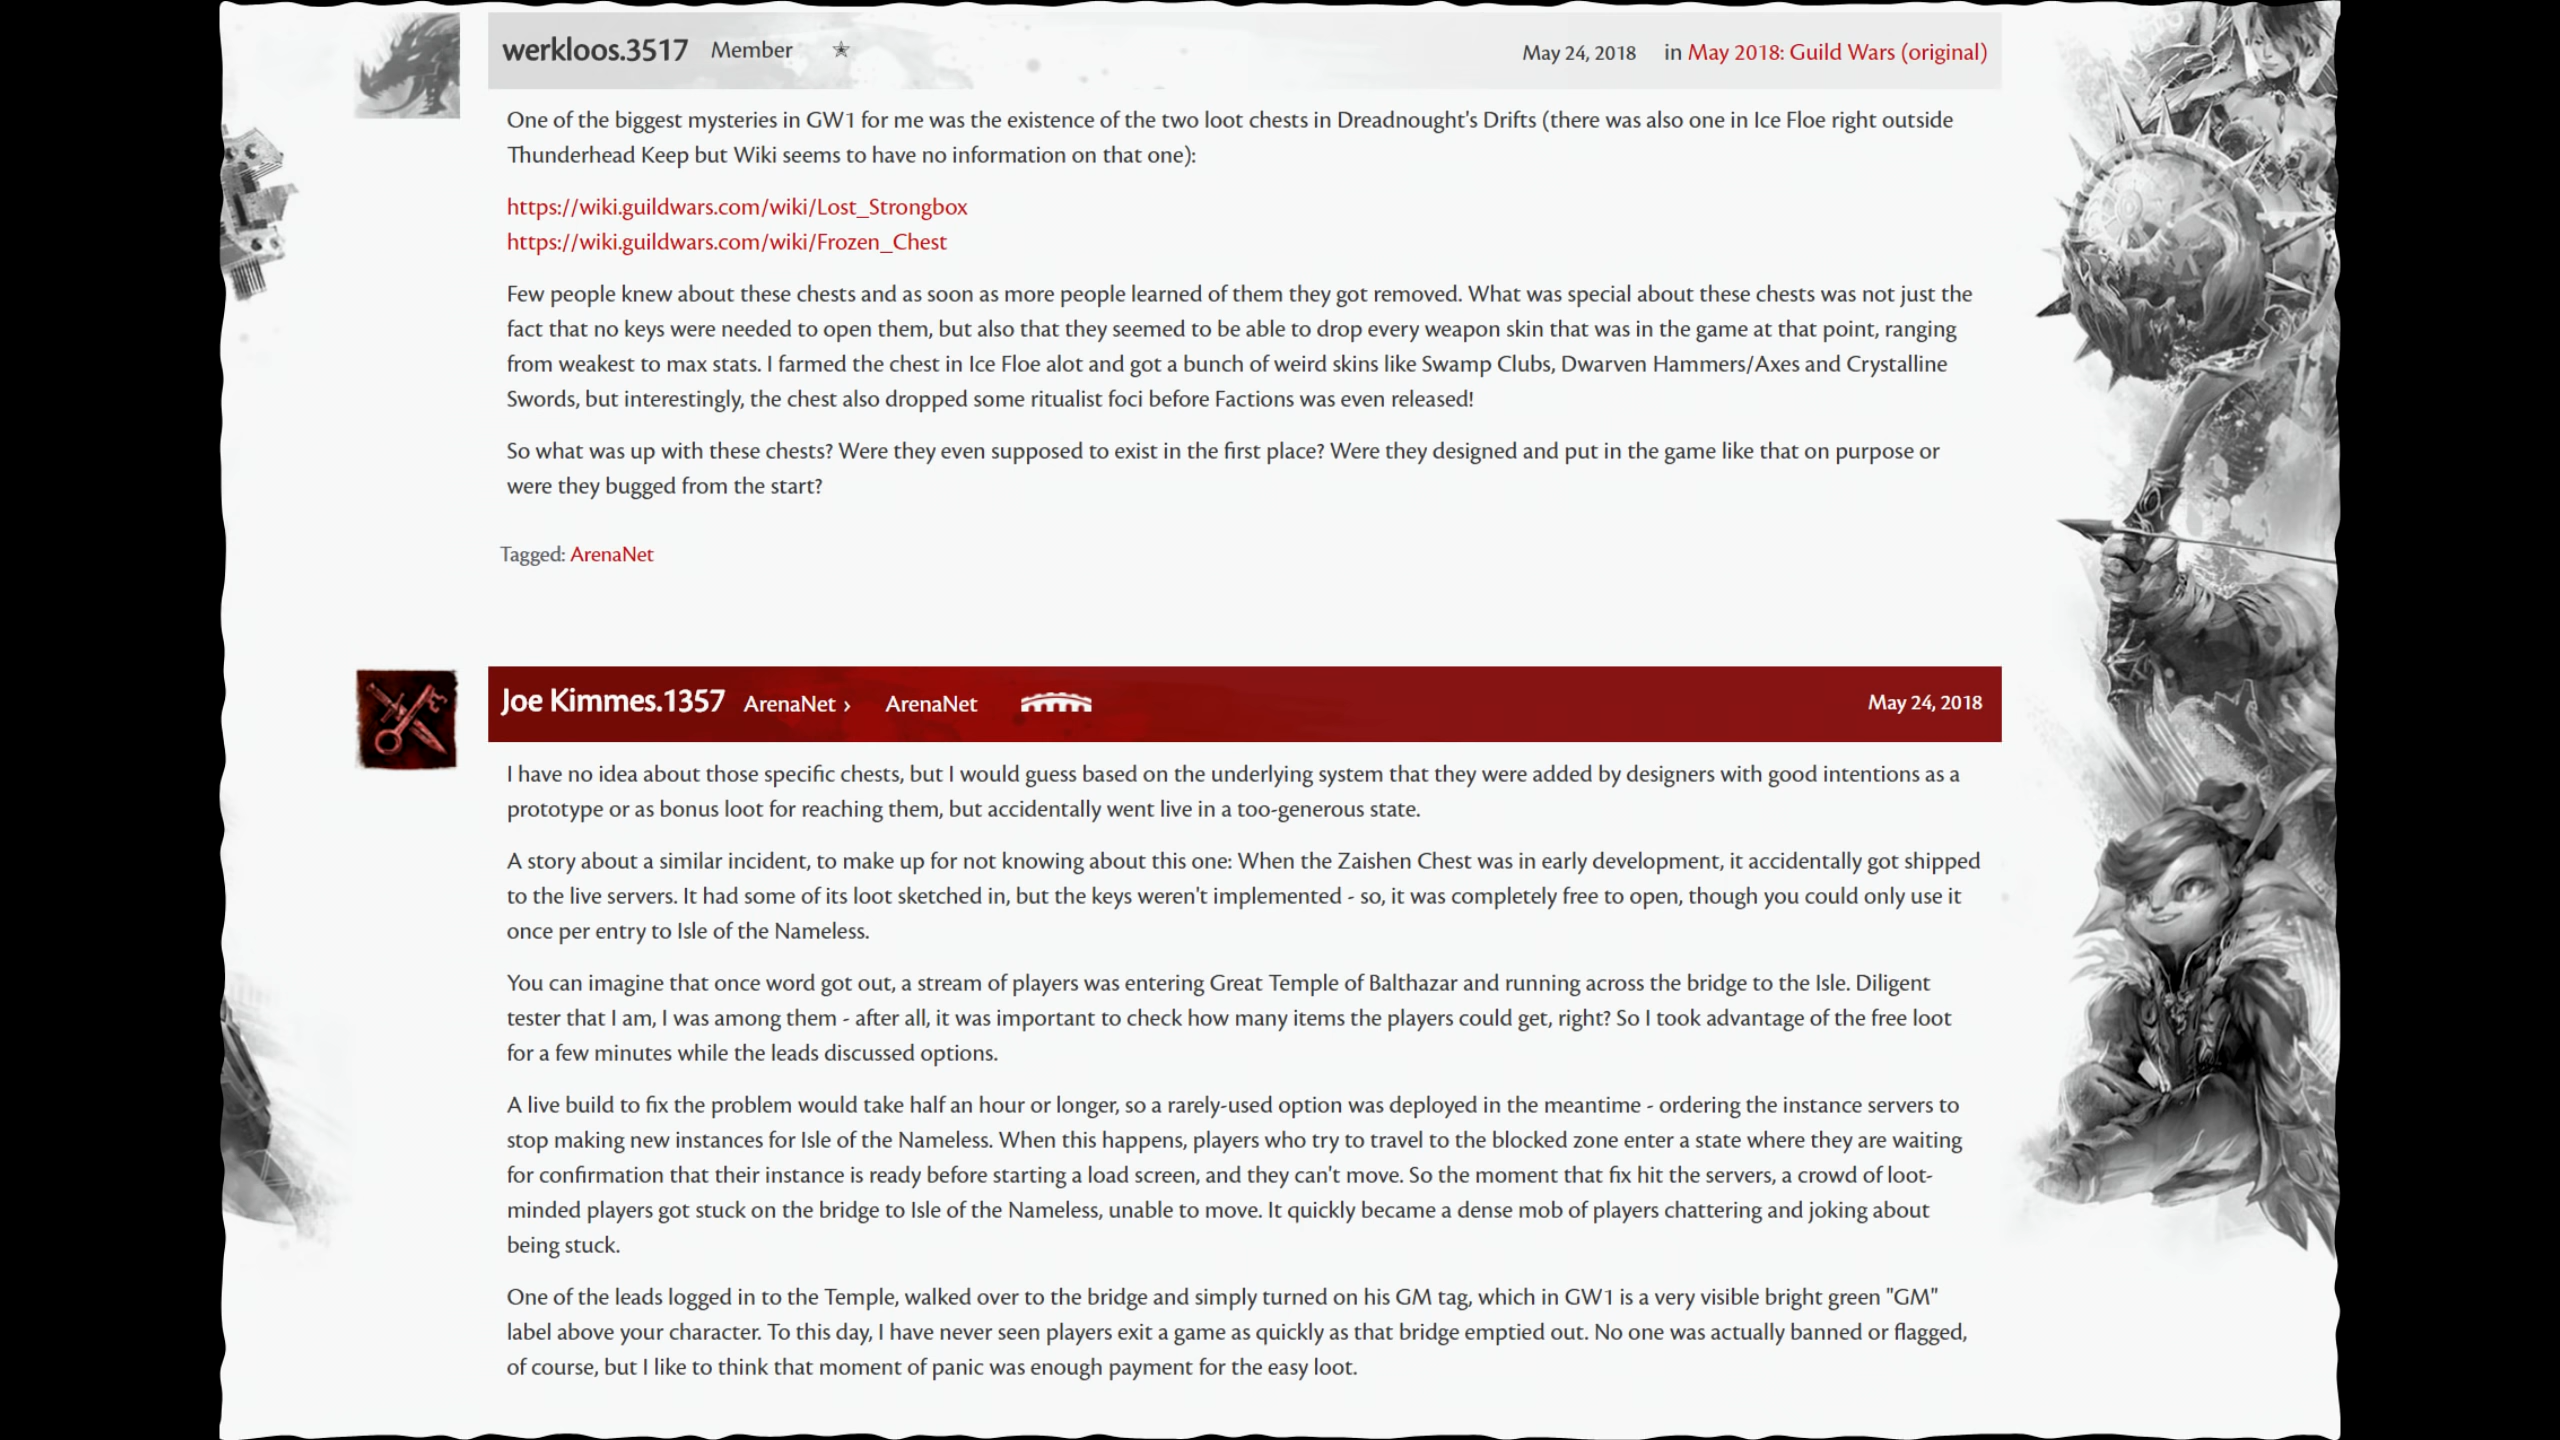 werkloos.3517 Member May 24, 2018 in May 2018: Guild Wars (original)
One of the biggest mysteries in GW1 for me was the existence of the two loot chests in Dreadnought's Drifts (there was also one in Ice Floe right outside
Thunderhead Keep but Wiki seems to have no information on that one):
https://wiki.guildwars.com/wiki/Lost_Strongbox
https://wiki.guildwars.com/wiki/Frozen_Chest
Few people knew about these chests and as soon as more people learned of them they got removed. What was special about these chests was not just the
fact that no keys were needed to open them, but also that they seemed to be able to drop every weapon skin that was in the game at that point, ranging
from weakest to max stats. I farmed the chest in Ice Floe alot and got a bunch of weird skins like Swamp Clubs, Dwarven Hammers/Axes and Crystalline
Swords, but interestingly, the chest also dropped some ritualist foci before Factions was even released!
So what was up with these chests? Were they even supposed to exist in the first place? Were they designed and put in the game like that on purpose or
were they bugged from the start?
Tagged: ArenaNet
Joe Kimmes.1357 ArenaNet › ArenaNet May 24, 2018
I have no idea about those specific chests, but I would guess based on the underlying system that they were added by designers with good intentions as a
prototype or as bonus loot for reaching them, but accidentally went live in a too-generous state.
A story about a similar incident, to make up for not knowing about this one: When the Zaishen Chest was in early development, it accidentally got shipped
to the live servers. It had some of its loot sketched in, but the keys weren't implemented - so, it was completely free to open, though you could only use it
once per entry to Isle of the Nameless.
You can imagine that once word got out, a stream of players was entering Great Temple of Balthazar and running across the bridge to the Isle. Diligent
tester that I am, I was among them - after all, it was important to check how many items the players could get, right? So I took advantage of the free loot
for a few minutes while the leads discussed options.
A live build to fix the problem would take half an hour or longer, so a rarely-used option was deployed in the meantime - ordering the instance servers to
stop making new instances for Isle of the Nameless. When this happens, players who try to travel to the blocked zone enter a state where they are waiting
for confirmation that their instance is ready before starting a load screen, and they can't move. So the moment that fix hit the servers, a crowd of loot-
minded players got stuck on the bridge to Isle of the Nameless, unable to move. It quickly became a dense mob of players chattering and joking about
being stuck.
One of the leads logged in to the Temple, walked over to the bridge and simply turned on his GM tag, which in GW1 is a very visible bright green "GM"
label above your character. To this day, I have never seen players exit a game as quickly as that bridge emptied out. No one was actually banned or flagged,
of course, but I like to think that moment of panic was enough payment for the easy loot.